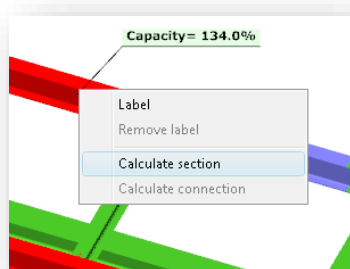 Capacity= 134.0%
Label
Remove label
Calculate section
Calculate connection